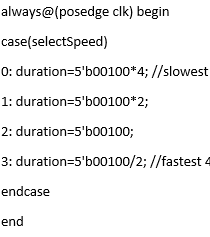 always@(posedge clk) begin
case(selectSpeed)
0: duration=5'b00100*4; //slowest
1: duration=5'b00100*2;
2: duration=5'b00100;
3: duration=5'b00100/2; //fastest 4
endcase
end